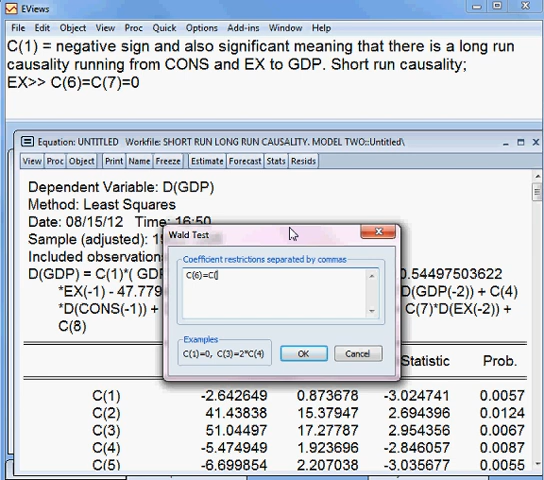 EViews
File Edit Object View Proc Quick Options Add-ins Window Help
C(1) = negative sign and also significant meaning that there is a long run
causality running from CONS and EX to GDP. Short run causality;
EX>> C(6)=C(7)=0
Equation: UNTITLED Workfile: SHORT RUN LONG RUN CAUSALITY. MODEL TWO::Untitled\
View Proc Object Print Name Freeze Estimate Forecast Stats Resids
Dependent Variable: D(GDP)
Method: Least Squares
Date: 08/15/12 Time: 16:50
Sample (adjusted):
Included observation
D(GDP) = C(1)*( GDP 0.54497503622
*EX(-1) - 47.779 D(GDP(-2)) + C(4)
*D(CONS(-1)) + C(7)*D(EX(-2)) +
C(8)
Wald Test
Coefficient restrictions separated by commas
C(6)=C(
Examples
C(1)=0, C(3)=2*C(4)
OK Cancel
Statistic Prob.
C(1) -2.642649 0.873678 -3.024741 0.0057
C(2) 41.43838 15.37947 2.694396 0.0124
C(3) 51.04497 17.27787 2.954356 0.0067
C(4) -5.474949 1.923696 -2.846057 0.0087
C(5) -6.699854 2.207038 -3.035677 0.0055